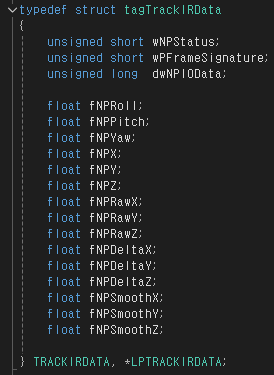 typedef struct tagTrackIRData
{
unsigned short wNPStatus;
unsigned short wPFrameSignature;
unsigned long  dwNPIOData;
float fNPRoll;
float fNPPitch;
float fNPYaw;
float fNPX;
float fNPY;
float fNPZ;
float fNPRawX;
float fNPRawY;
float fNPRawZ;
float fNPDeltaX;
float fNPDeltaY;
float fNPDeltaZ;
float fNPSmoothX;
float fNPSmoothY;
float fNPSmoothZ;
} TRACKIRDATA, *LPTRACKIRDATA;